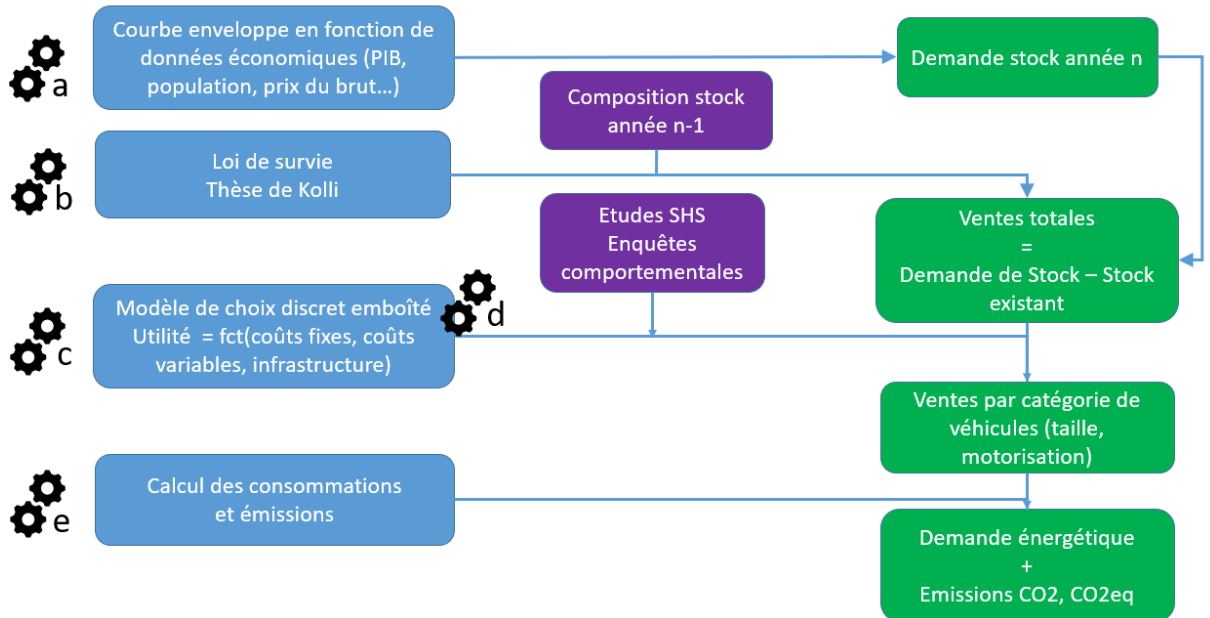 Courbe enveloppe en fonction de
données économiques (PIB,
population, prix du brut…)
a
Demande stock année n
Composition stock
année n-1
Loi de survie
Thèse de Kolli
b
Etudes SHS
Enquêtes
comportementales
Ventes totales
=
Demande de Stock – Stock
existant
Modèle de choix discret emboîté
Utilité  = fct(coûts fixes, coûts
variables, infrastructure)
c
d
Ventes par catégorie de
véhicules (taille,
motorisation)
Calcul des consommations
et émissions
e
Demande énergétique
+
Emissions CO2, CO2eq